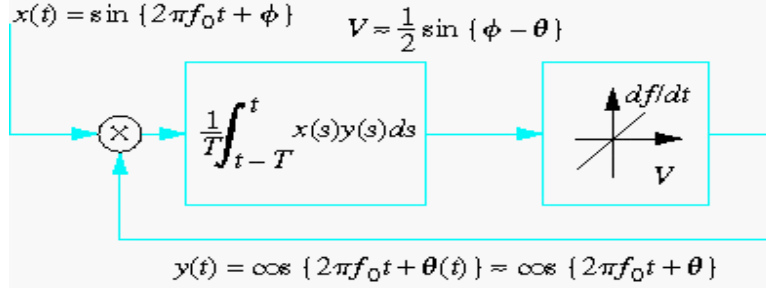 x(t) = sin {2πf₀t + ϕ}
V ≈ 1/2 sin {ϕ − θ}
× 1/T ∫_{t − T}^{t} x(s)y(s)ds
df/dt
V
y(t) = cos {2πf₀t + θ(t)} ≈ cos {2πf₀t + θ}